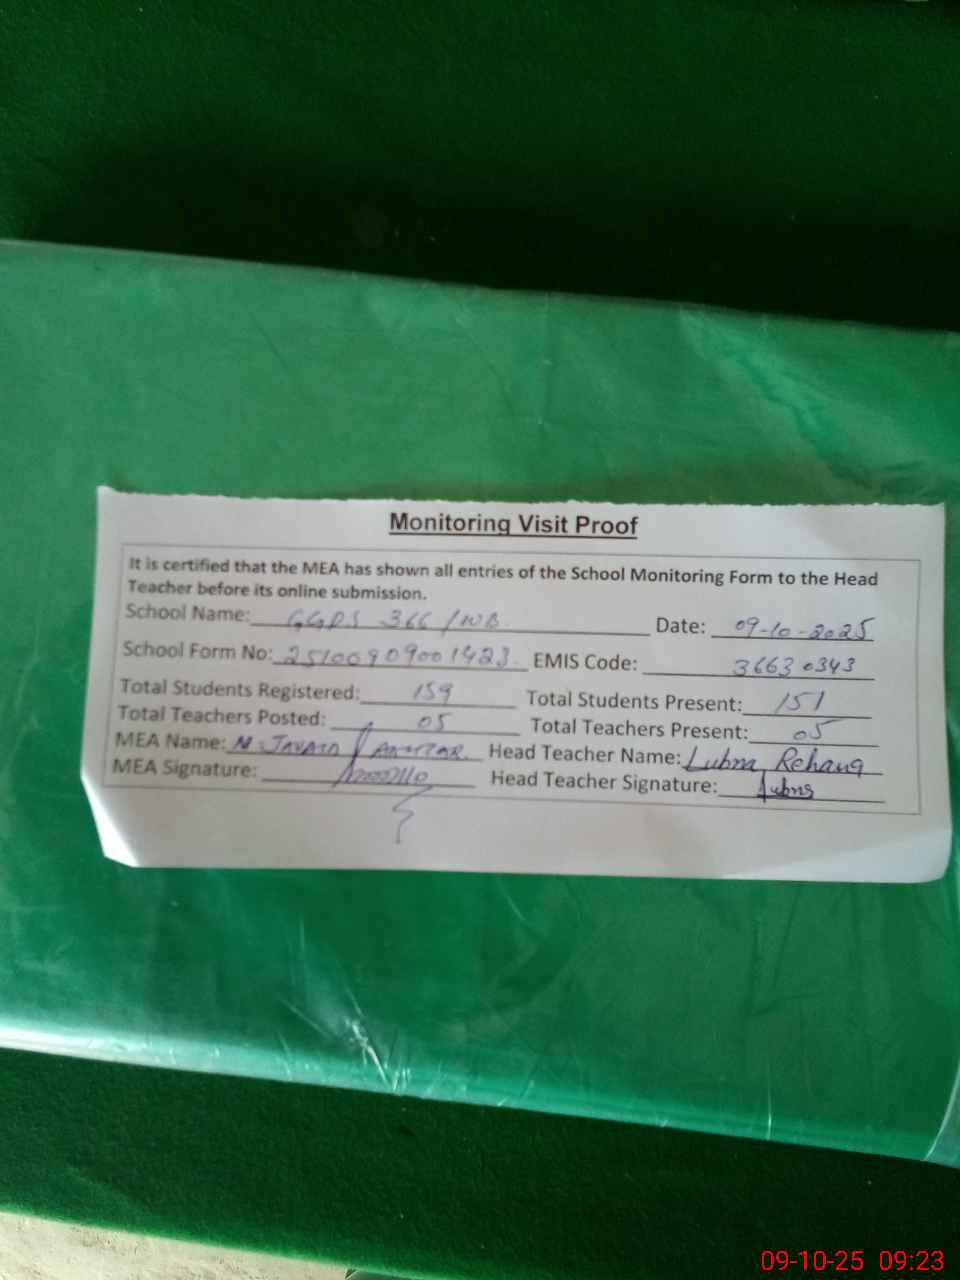 Monitoring Visit Proof
It is certified that the MEA has shown all entries of the School Monitoring Form to the Head
Teacher before its online submission.
School Name: GGPS 366/WB. Date: 09-10-2025
School Form No: 25100909001423. EMIS Code: 36630343
Total Students Registered: 159 Total Students Present: 151
Total Teachers Posted: 05 Total Teachers Present: 05
MEA Name: M. JAVAID Head Teacher Name: Lubna Rehana
MEA Signature: Head Teacher Signature: Lubna
09-10-25 09:23